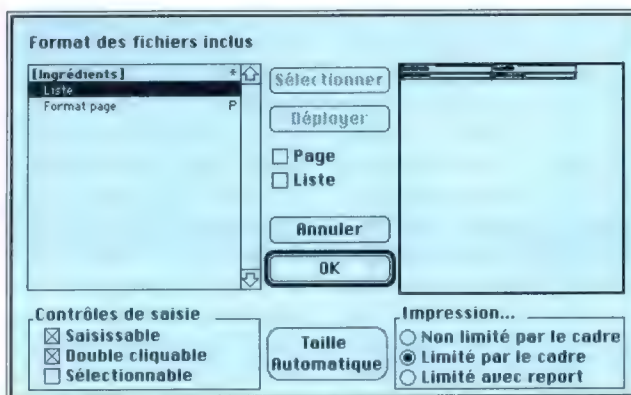 Format des fichiers inclus
[Ingrédients] *
Liste
Format page P
Sélectionner
Déployer
Page
Liste
Annuler
OK
Contrôles de saisie
Saisissable
Double cliquable
Sélectionnable
Taille
Automatique
Impression...
Non limité par le cadre
Limité par le cadre
Limité avec report